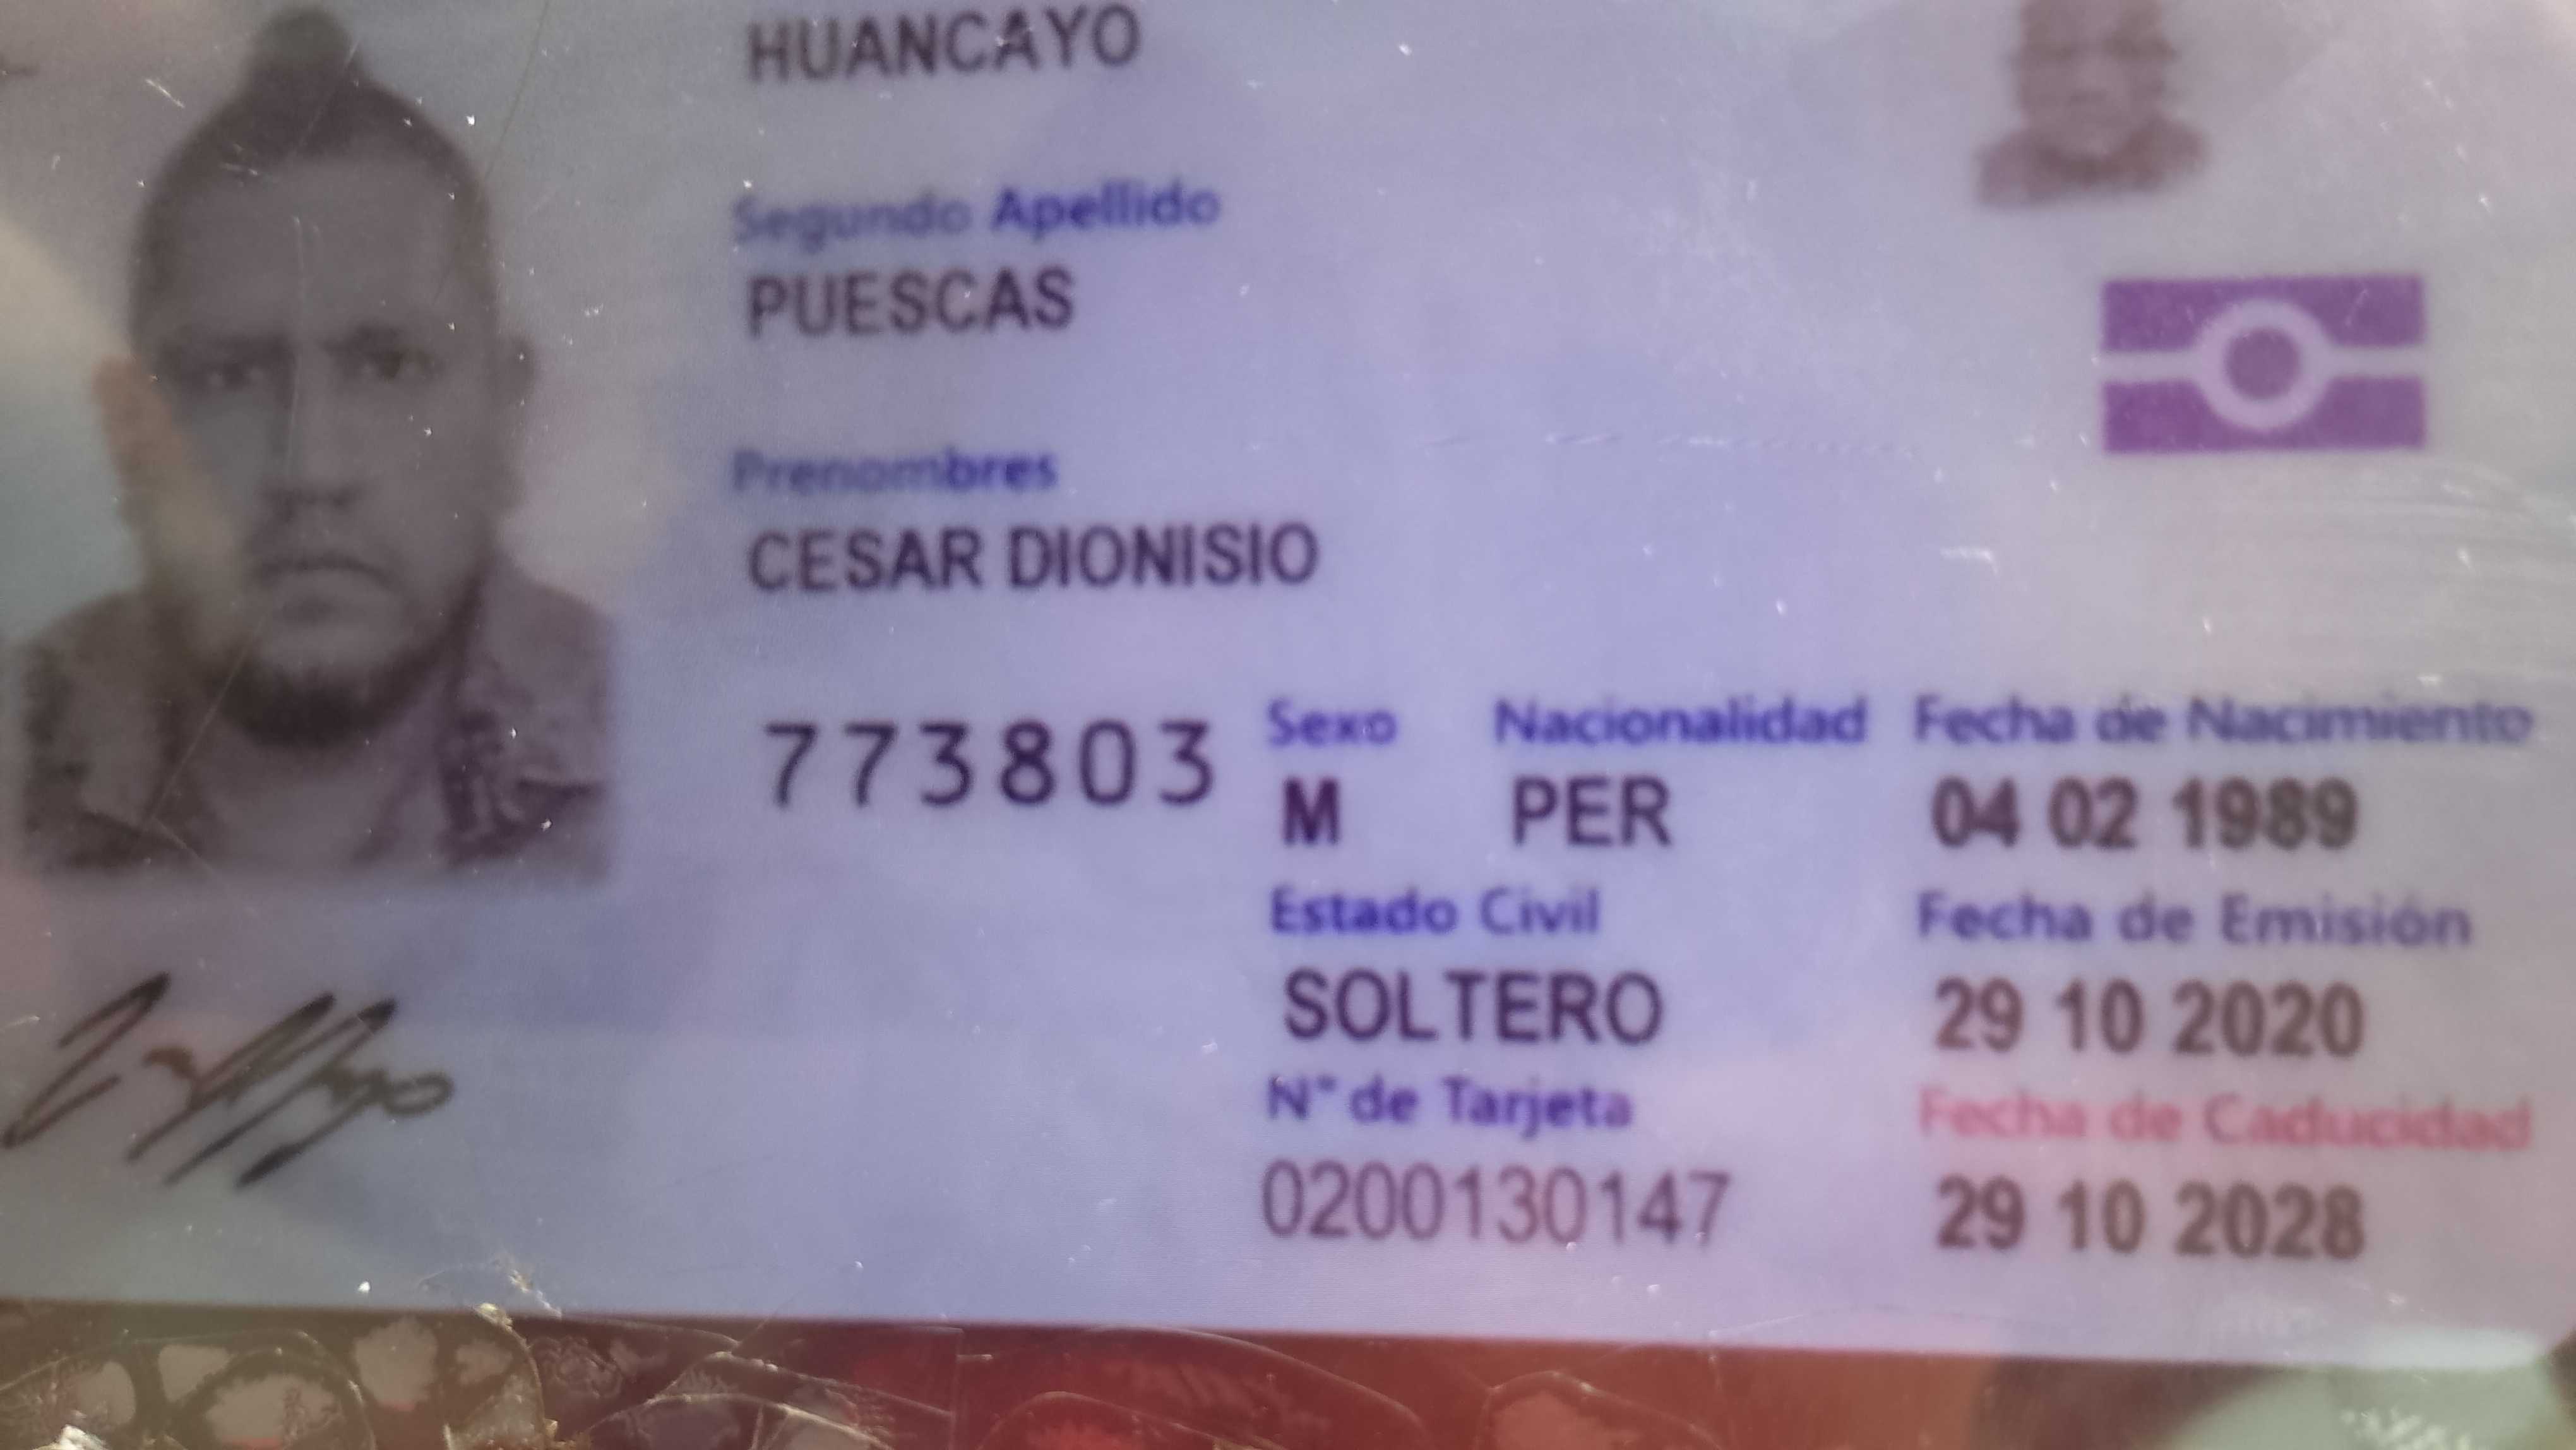 HUANCAYO
Segundo Apellido
PUESCAS
Prenombres
CESAR DIONISIO
773803
Sexo Nacionalidad Fecha de Nacimiento
M PER 04 02 1989
Estado Civil Fecha de Emisión
SOLTERO 29 10 2020
N° de Tarjeta Fecha de Caducidad
0200130147 29 10 2028